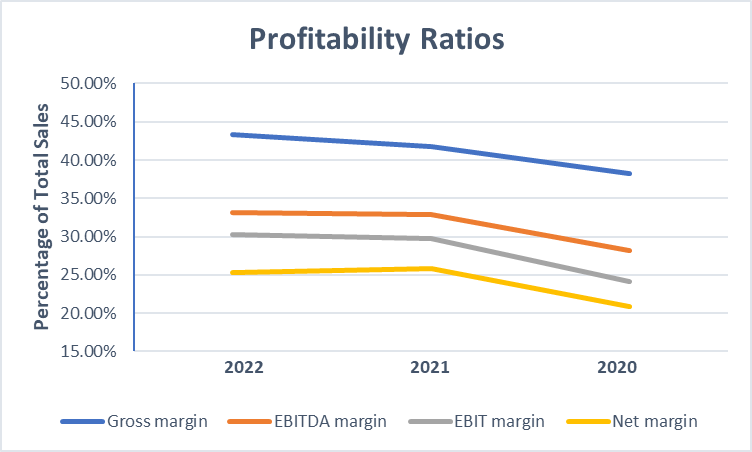 Profitability Ratios
Percentage of Total Sales
50.00%
45.00%
40.00%
35.00%
30.00%
25.00%
20.00%
15.00%
2022 2021 2020
Gross margin EBITDA margin EBIT margin Net margin